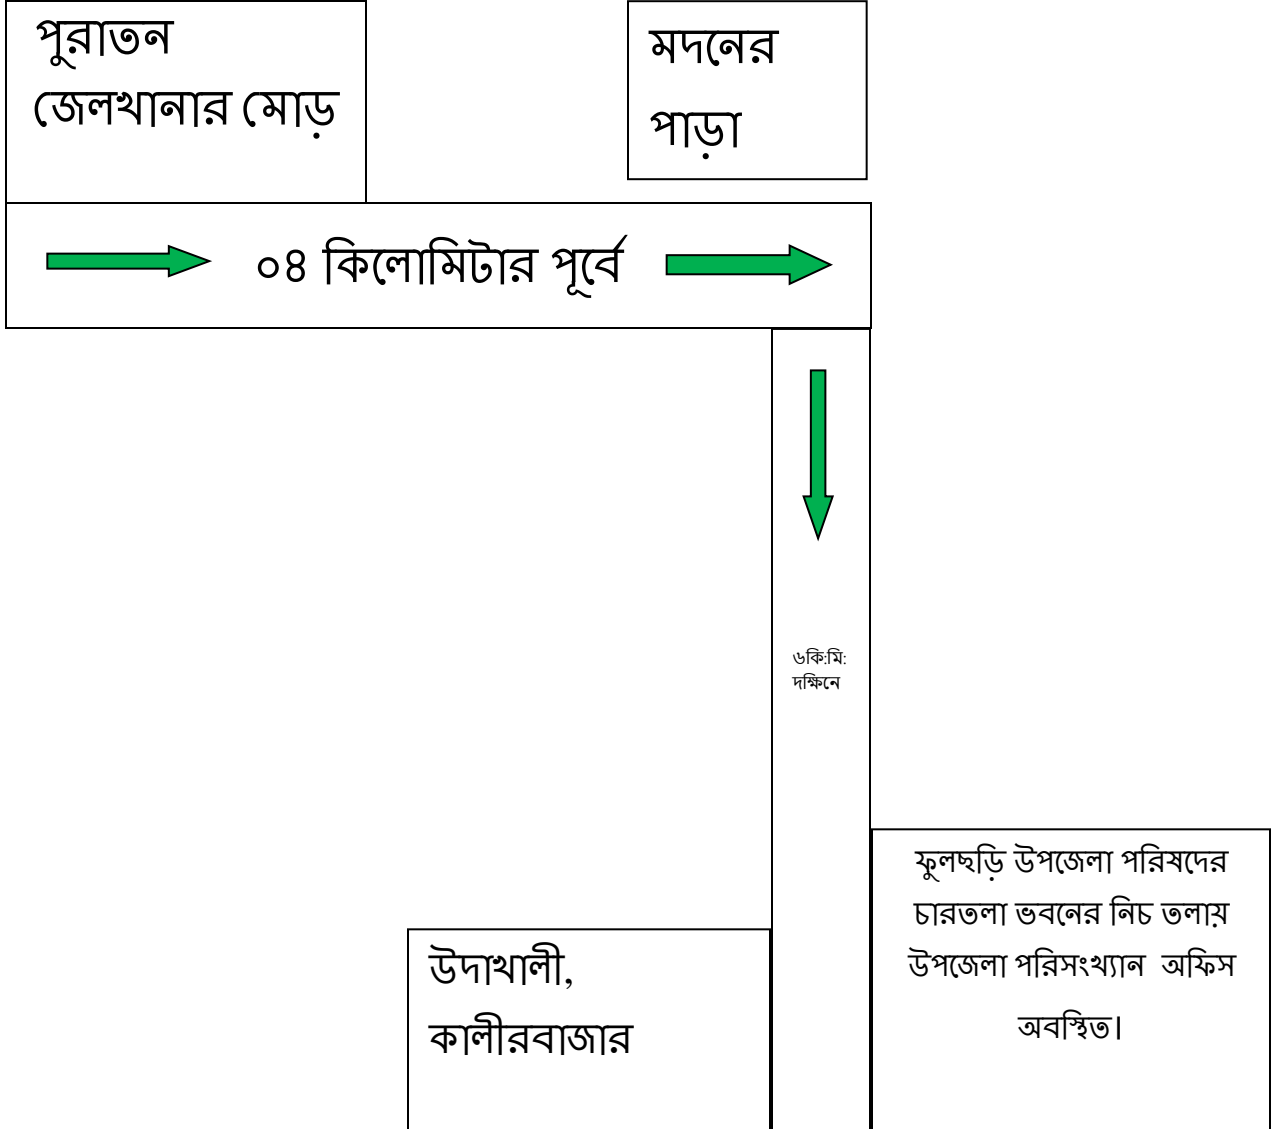 পুরাতন
জেলখানার মোড়
মদনের
পাড়া
০৪ কিলোমিটার পূর্বে
৬কি:মি:
দক্ষিনে
ফুলছড়ি উপজেলা পরিষদের
চারতলা ভবনের নিচ তলায়
উপজেলা পরিসংখ্যান অফিস
অবস্থিত।
উদাখালী,
কালীরবাজার